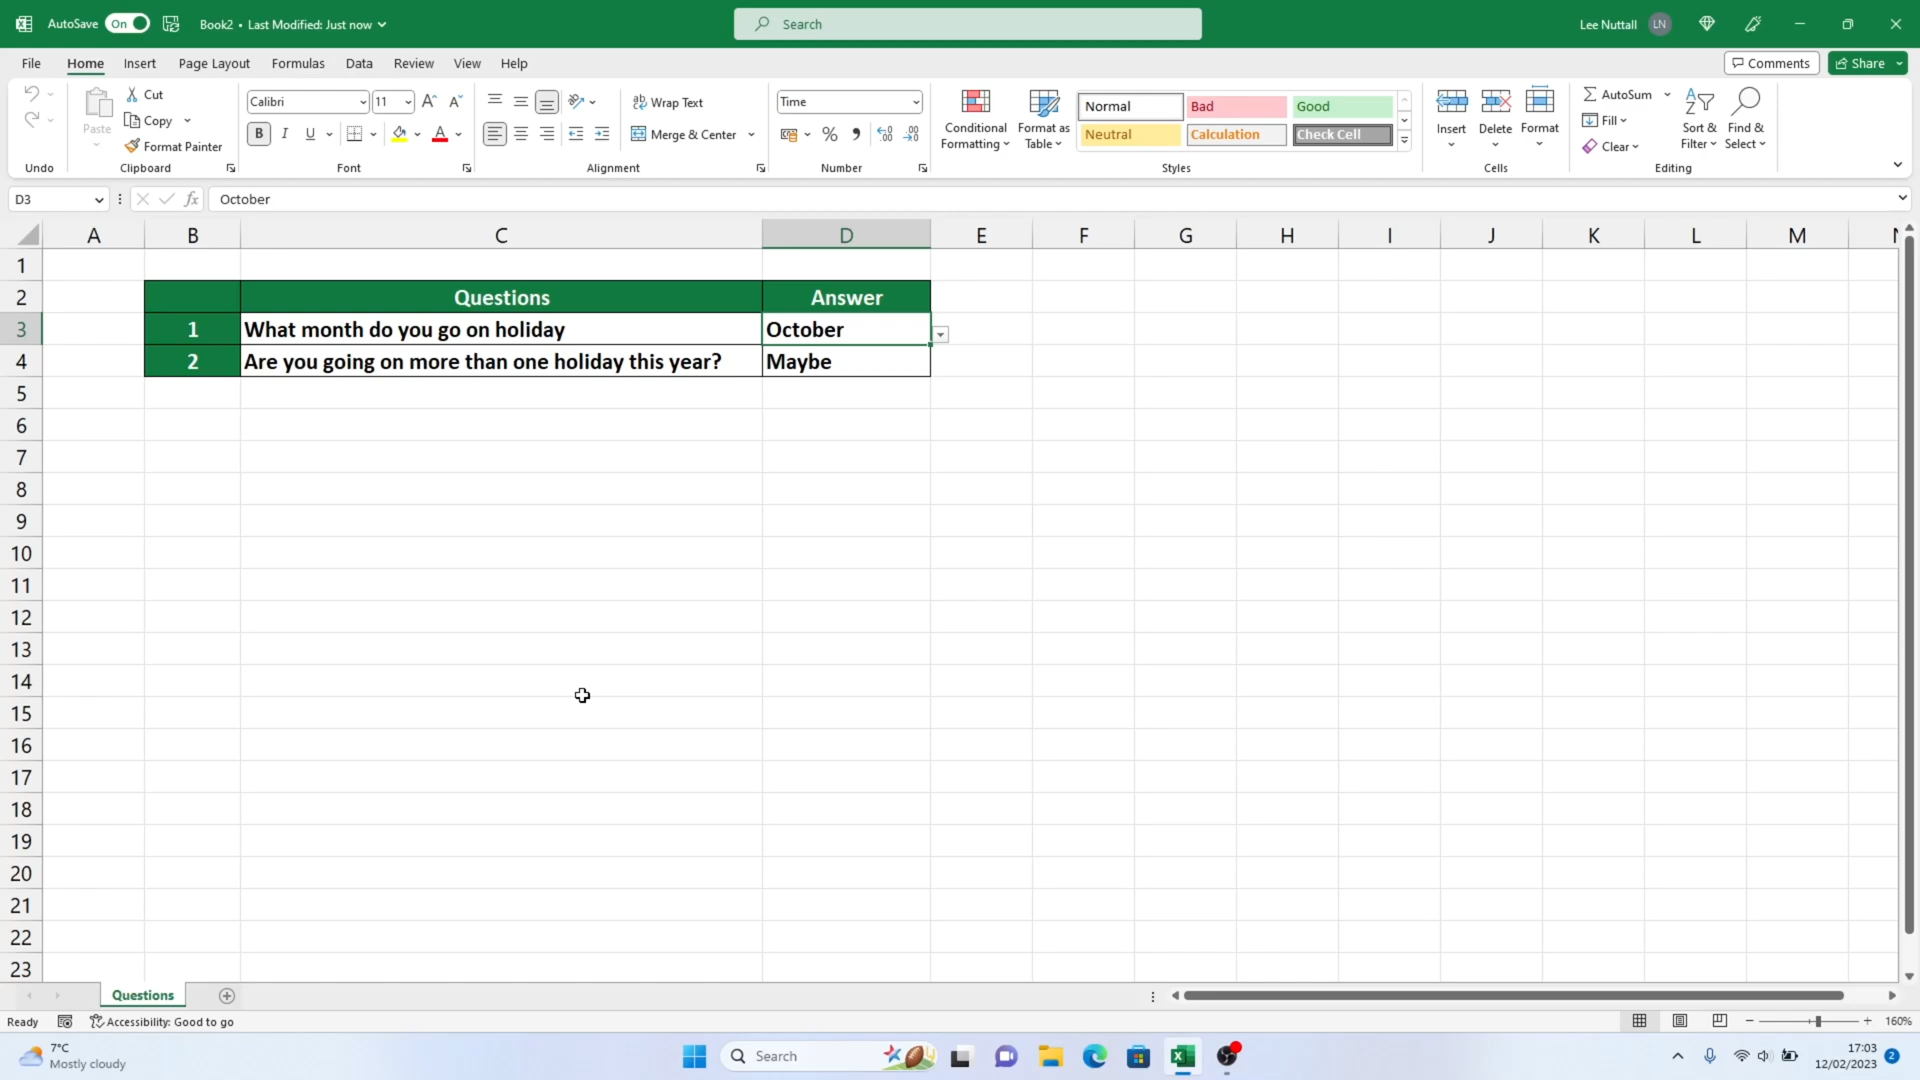 AutoSave On Book2 • Last Modified: Just now Search Lee Nuttall LN
File Home Insert Page Layout Formulas Data Review View Help Comments Share
Paste Cut Copy Format Painter
Calibri 11 B I U A
Wrap Text Merge & Center
Time % ,
Conditional Formatting Format as Table
Normal Bad Good
Neutral Calculation Check Cell
Insert Delete Format
AutoSum Fill Clear Sort & Filter Find & Select
Undo Clipboard Font Alignment Number Styles Cells Editing
D3 fx October
A B C D E F G H I J K L M
1
2 Questions Answer
3 1 What month do you go on holiday October
4 2 Are you going on more than one holiday this year? Maybe
5
6
7
8
9
10
11
12
13
14
15
16
17
18
19
20
21
22
23
Questions
Ready Accessibility: Good to go 160%
7°C
Mostly cloudy
Search
17:03
12/02/2023 2